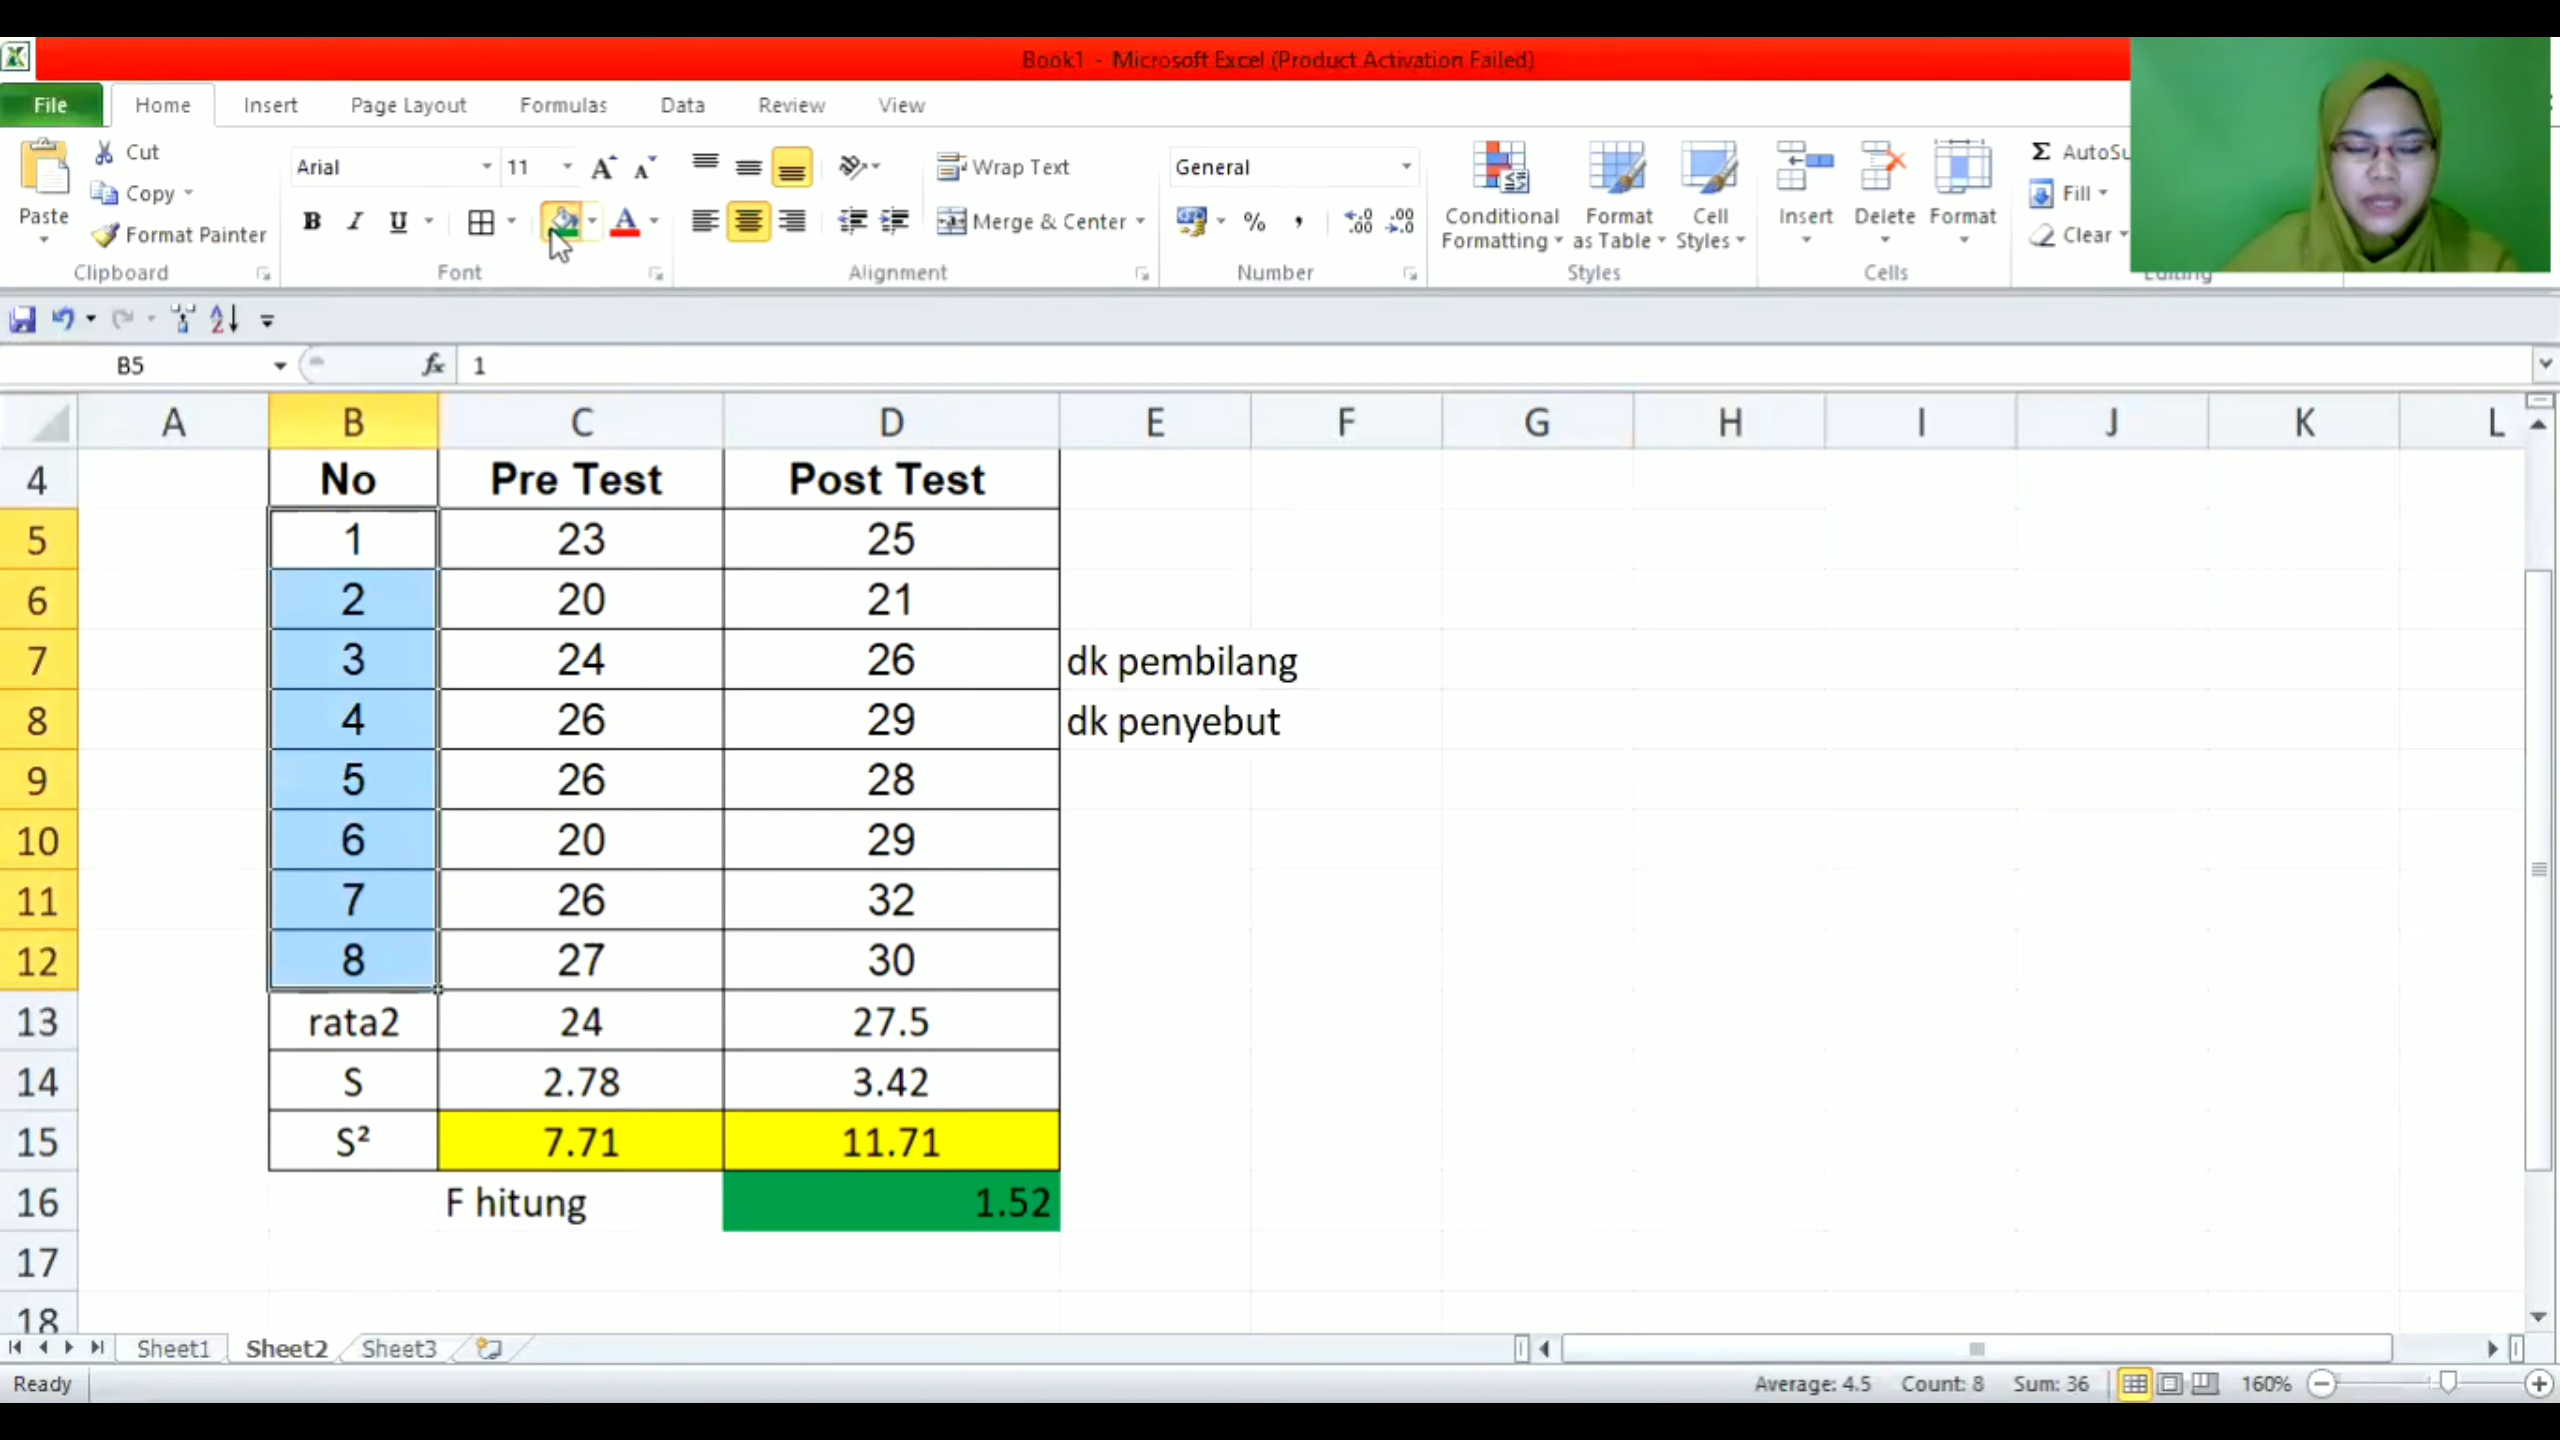 Book1 - Microsoft Excel (Product Activation Failed)
File Home Insert Page Layout Formulas Data Review View
Paste
Cut
Copy
Format Painter
Clipboard
Arial 11
B I U A
Font
Wrap Text
Merge & Center
Alignment
General
% ,
Number
Conditional Formatting
Format as Table
Cell Styles
Styles
Insert Delete Format
Cells
Σ AutoSu
Fill
Clear
Editing
B5 fx 1
A B C D E F G H I J K L
4 No Pre Test Post Test
5 1 23 25
6 2 20 21
7 3 24 26 dk pembilang
8 4 26 29 dk penyebut
9 5 26 28
10 6 20 29
11 7 26 32
12 8 27 30
13 rata2 24 27.5
14 S 2.78 3.42
15 S² 7.71 11.71
16 F hitung 1.52
17
18
Sheet1 Sheet2 Sheet3
Ready Average: 4.5 Count: 8 Sum: 36 160%